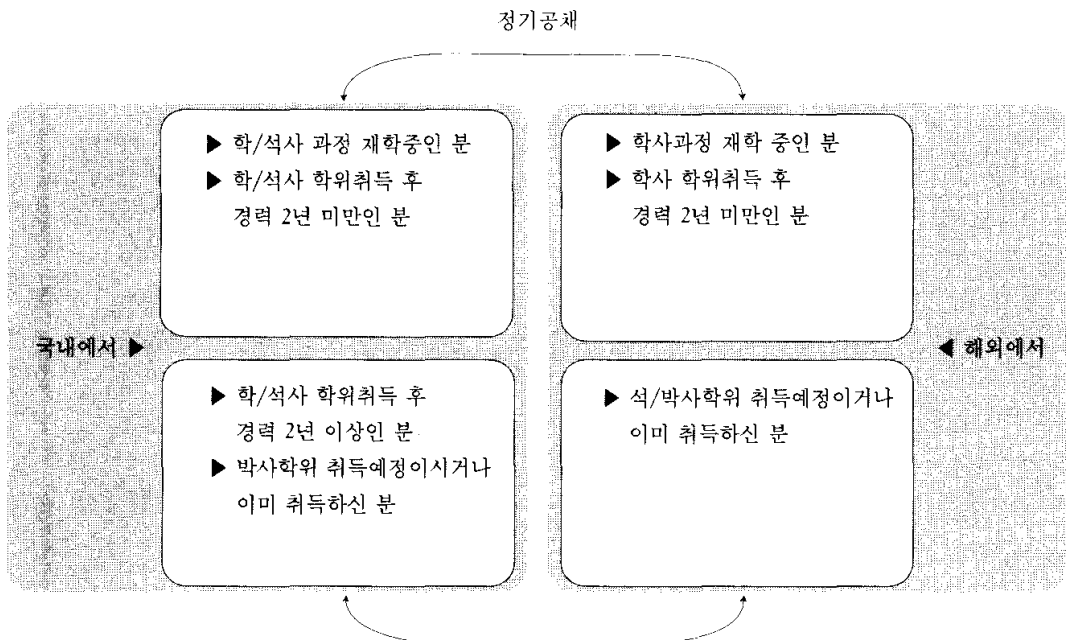 정기공채
▶ 학/석사 과정 재학중인 분
▶ 학/석사 학위취득 후
경력 2년 미만인 분
▶ 학사과정 재학 중인 분
▶ 학사 학위취득 후
경력 2년 미만인 분
국내에서 ▶
◀ 해외에서
▶ 학/석사 학위취득 후
경력 2년 이상인 분
▶ 박사학위 취득예정이시거나
이미 취득하신 분
▶ 석/박사학위 취득예정이거나
이미 취득하신 분